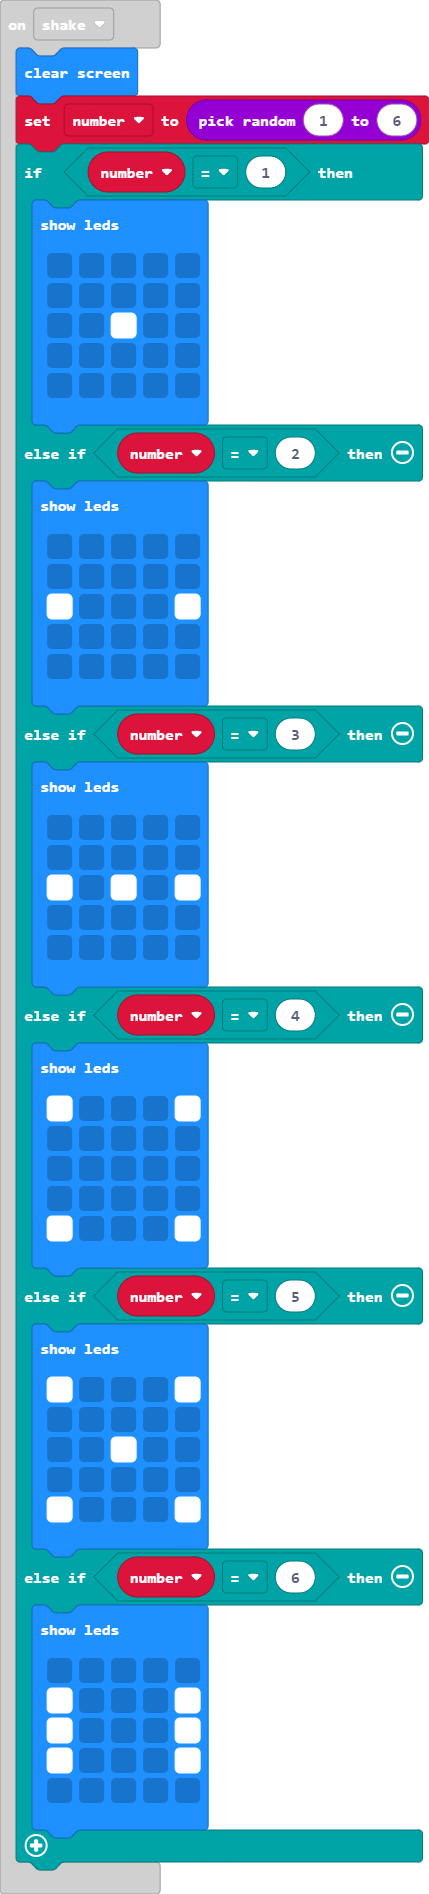 on shake
clear screen
set number to pick random 1 to 6
if number = 1 then
show leds
else if number = 2 then
show leds
else if number = 3 then
show leds
else if number = 4 then
show leds
else if number = 5 then
show leds
else if number = 6 then
show leds